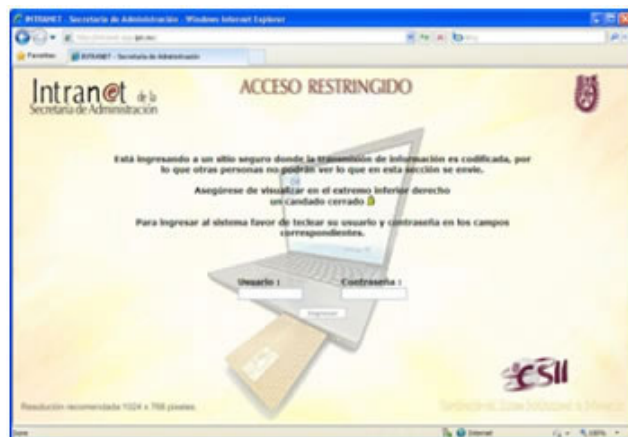 INTRANET - Secretaría de Administración - Windows Internet Explorer
Favoritos
INTRANET - Secretaría de Administración
Intran@t de la
Secretaría de Administración
ACCESO RESTRINGIDO
Está ingresando a un sitio seguro donde la transmisión de información es codificada, por
lo que otras personas no podrán ver lo que en esta sección se envíe.
Asegúrese de visualizar en el extremo inferior derecho
un candado cerrado
Para ingresar al sistema favor de teclear su usuario y contraseña en los campos
correspondientes.
Usuario : Contraseña :
Ingresar
CSII
Resolución recomendada 1024 x 768 pixeles.
Internet 100%